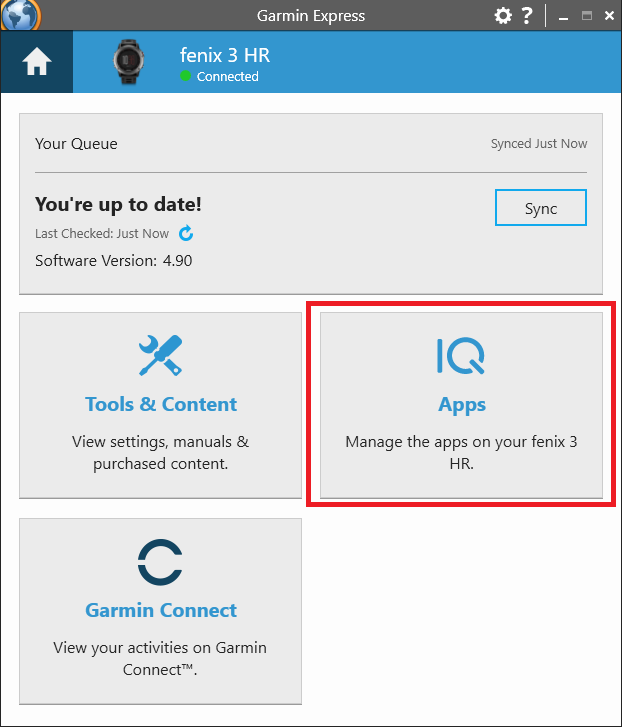 Garmin Express
?
fenix 3 HR
Connected
Your Queue
Synced Just Now
You're up to date!
Sync
Last Checked: Just Now
Software Version: 4.90
IQ
Tools & Content
View settings, manuals &
purchased content.
Apps
Manage the apps on your fenix 3
HR.
Garmin Connect
View your activities on Garmin
Connect™.